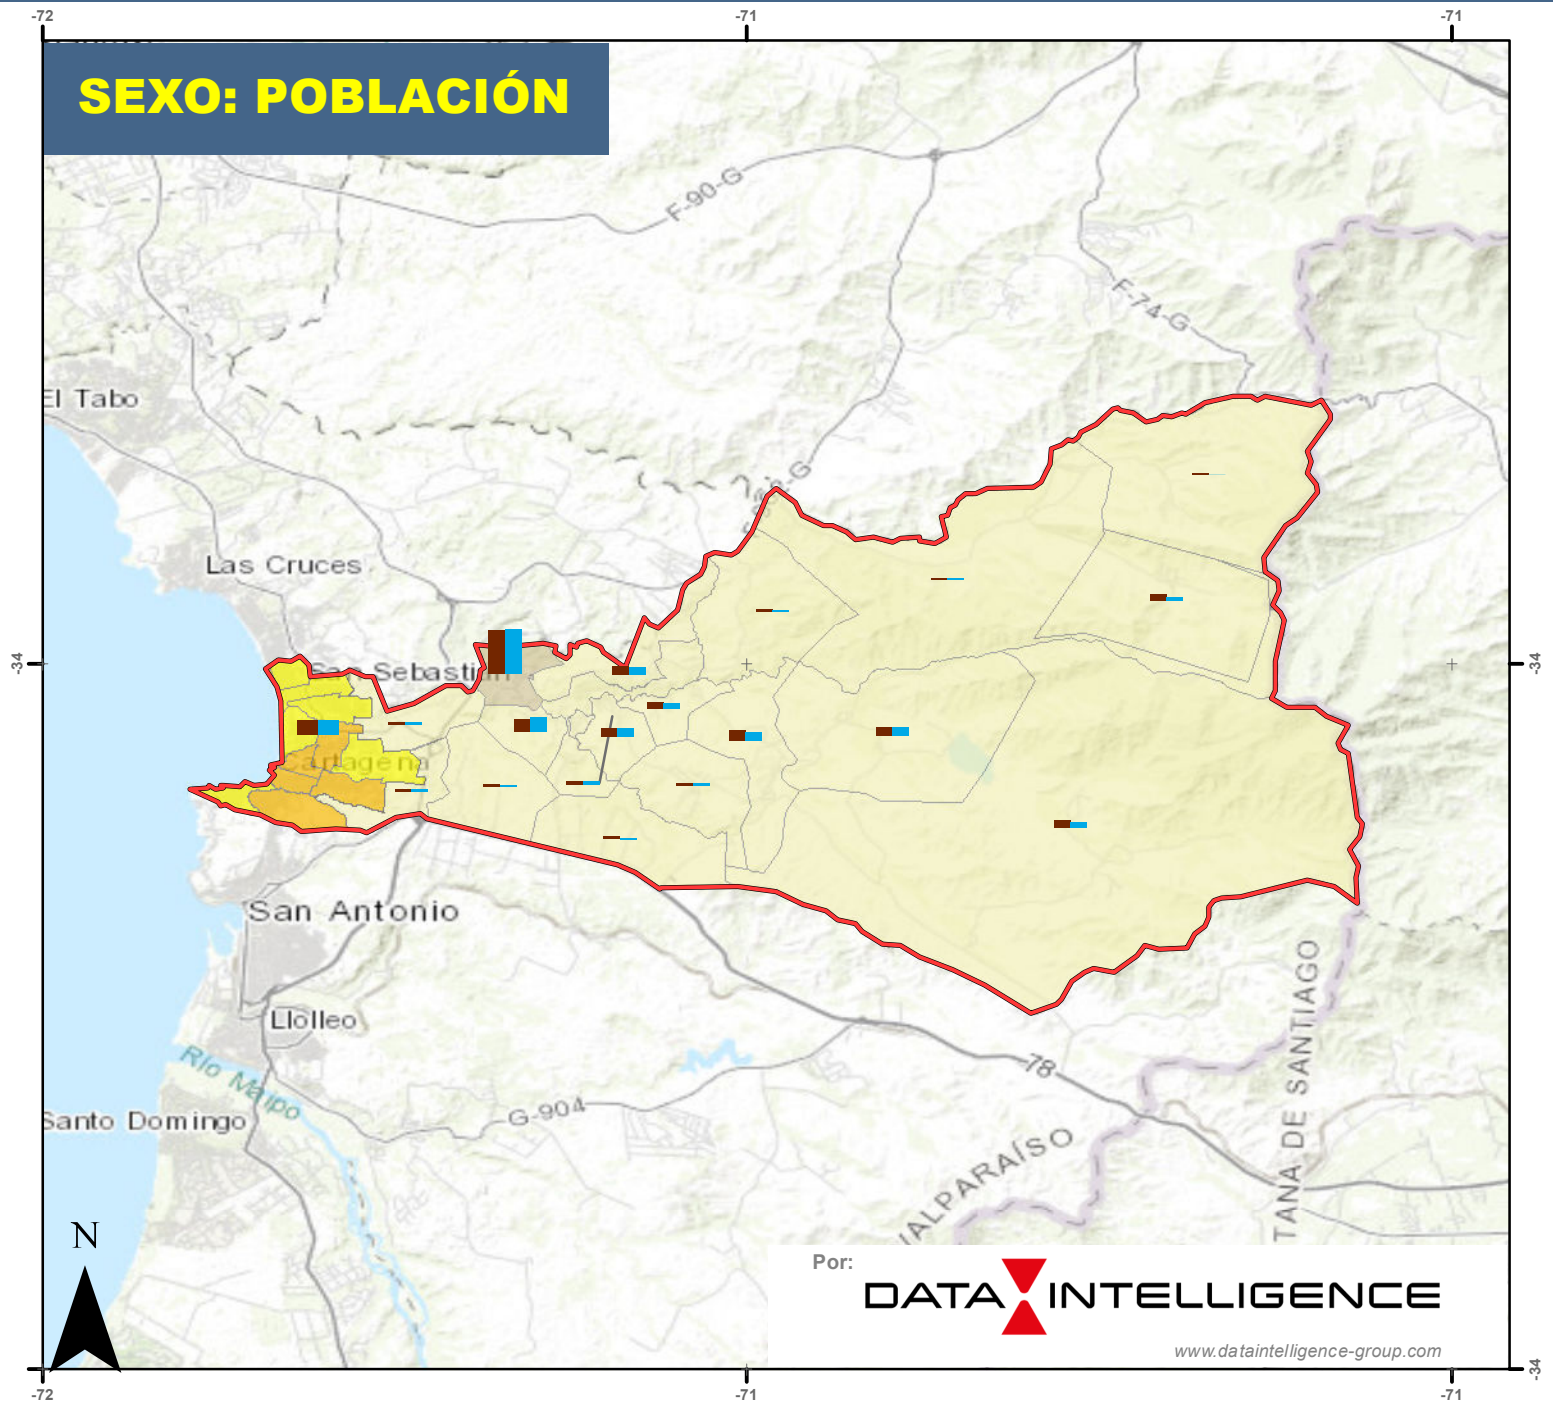 -72
-71
-71
SEXO: POBLACIÓN
F-90-G
F-74-G
El Tabo
Las Cruces
-34
San Sebastián
-34
Cartagena
San Antonio
Llolleo
Río Maipo
Santo Domingo
G-904
78
VALPARAÍSO
TANA DE SANTIAGO
N
Por:
DATA INTELLIGENCE
www.dataintelligence-group.com
-34
-72
-71
-71